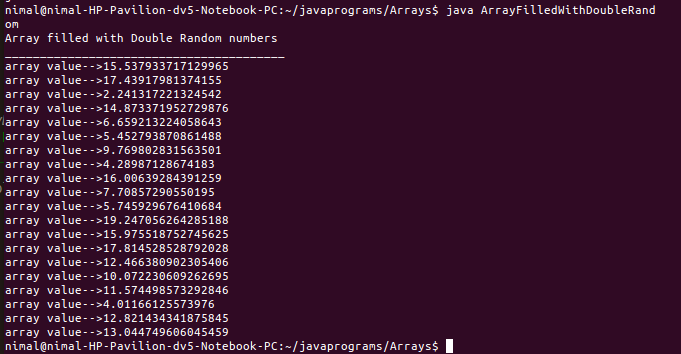 nimal@nimal-HP-Pavilion-dv5-Notebook-PC:~/javaprograms/Arrays$ java ArrayFilledWithDoubleRand
om
Array filled with Double Random numbers
________________________________________
array value-->15.537933717129965
array value-->17.43917981374155
array value-->2.241317221324542
array value-->14.873371952729876
array value-->6.659213224058643
array value-->5.452793870861488
array value-->9.769802831563501
array value-->4.28987128674183
array value-->16.00639284391259
array value-->7.70857290550195
array value-->5.745929676410684
array value-->19.247056264285188
array value-->15.975518752745625
array value-->17.814528528792028
array value-->12.466380902305406
array value-->10.072230609262695
array value-->11.574498573292846
array value-->4.01166125573976
array value-->12.821434341875845
array value-->13.044749606045459
nimal@nimal-HP-Pavilion-dv5-Notebook-PC:~/javaprograms/Arrays$